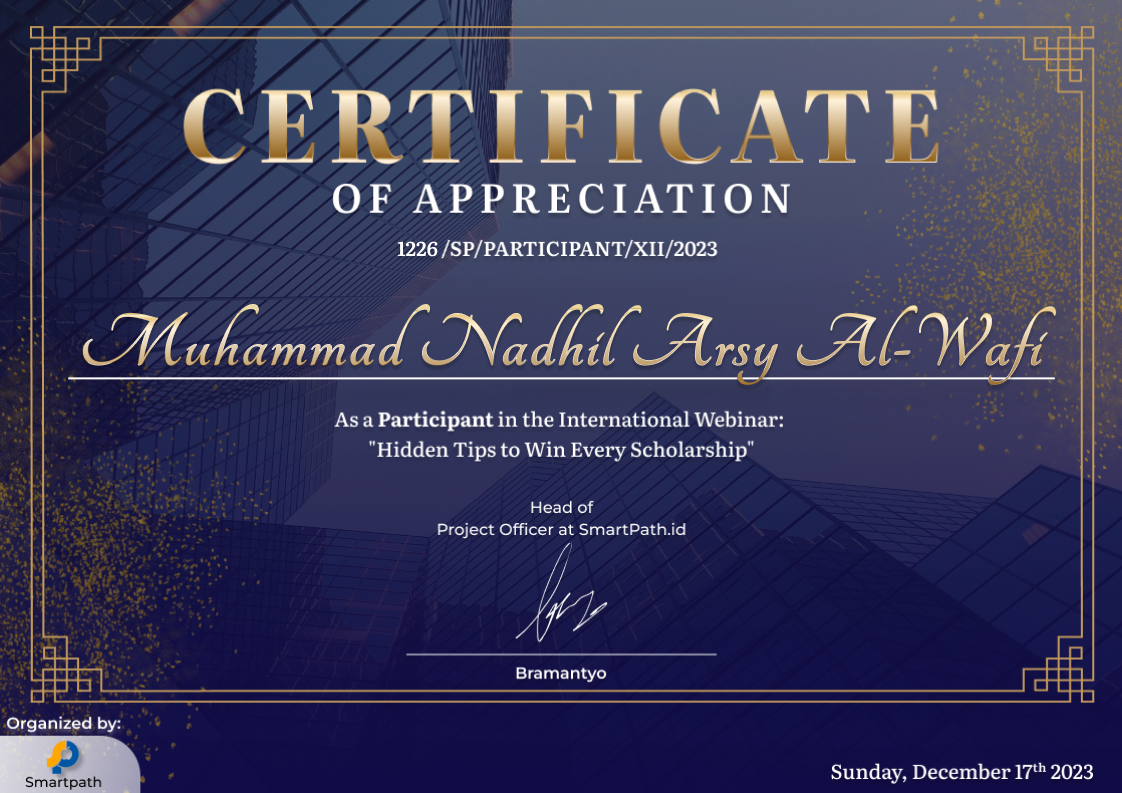 CERTIFICATE
OF APPRECIATION
1226 /SP/PARTICIPANT/XII/2023
Muhammad Nadhil Arsy Al-Wafi
As a Participant in the International Webinar:
"Hidden Tips to Win Every Scholarship"
Head of
Project Officer at SmartPath.id
Bramantyo
Organized by:
Smartpath
Sunday, December 17th 2023